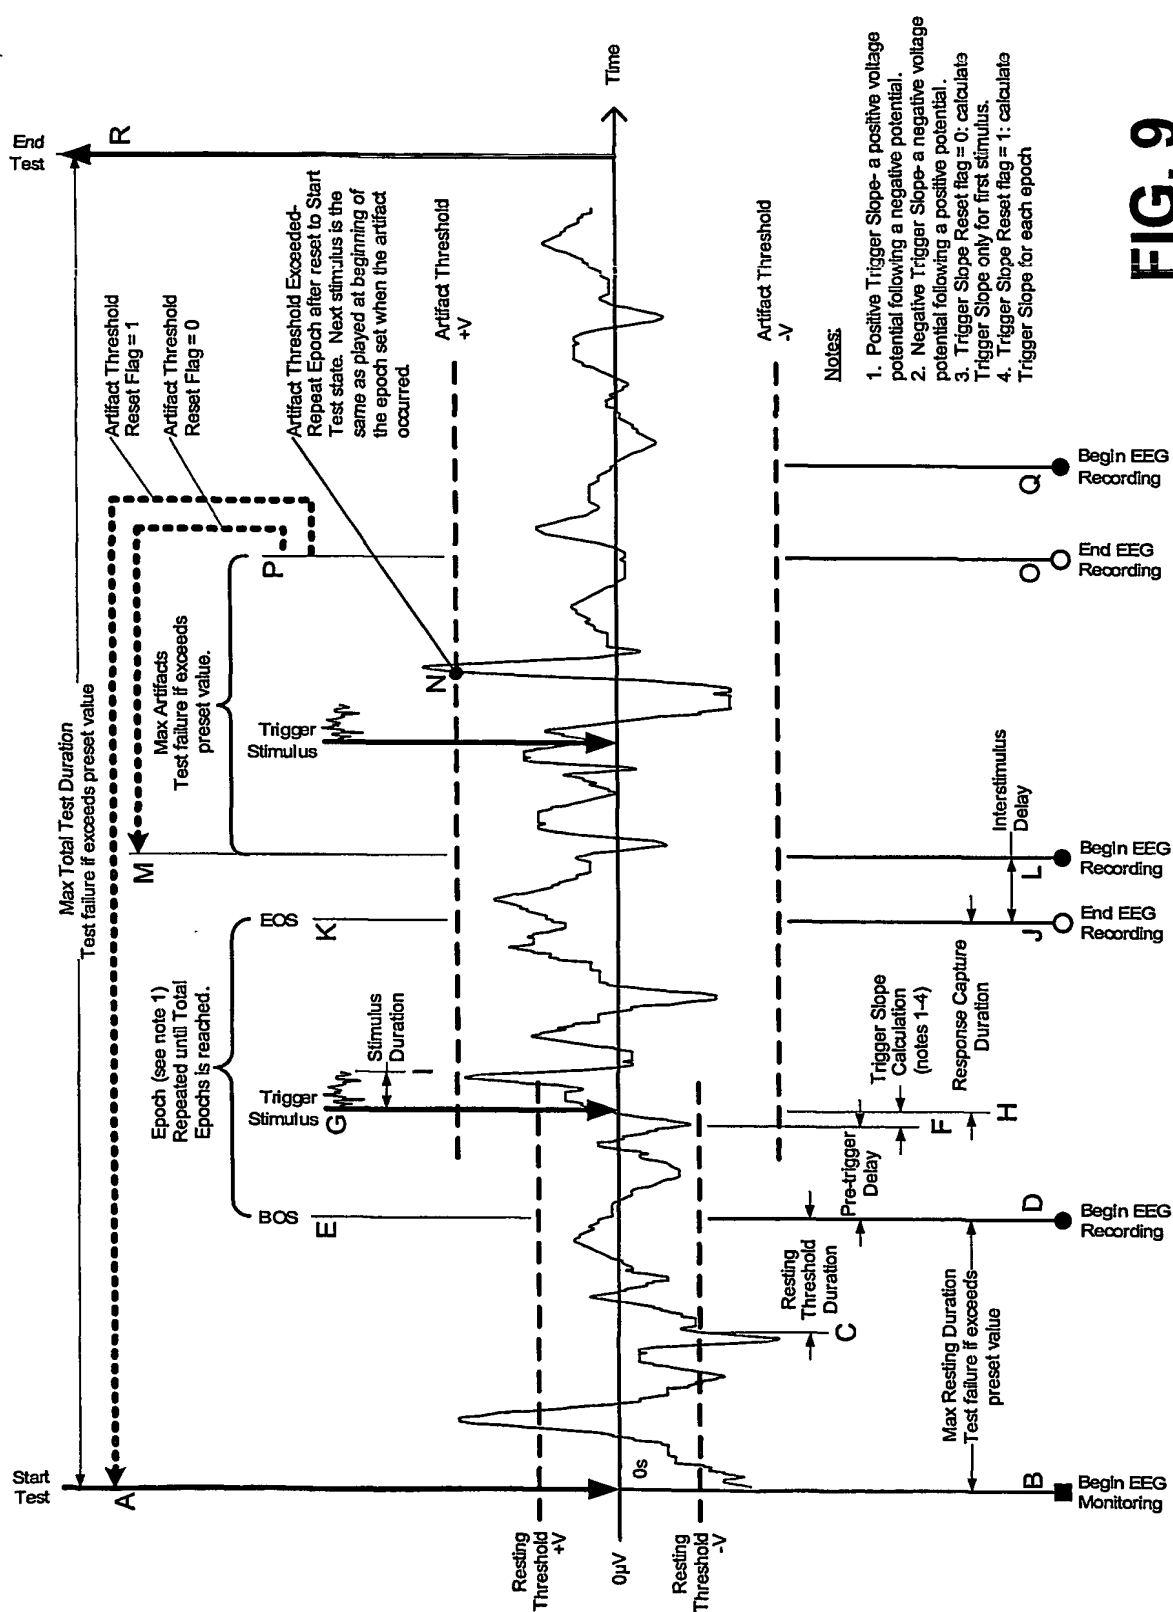 Start
Test
End
Test
Max Total Test Duration
Test failure if exceeds preset value
A
R
Artifact Threshold
Reset Flag = 1
Artifact Threshold
Reset Flag = 0
M
P
Epoch (see note 1)
Repeated until Total
Epochs is reached.
Max Artifacts
Test failure if exceeds
preset value.
BOS
E
EOS
K
Trigger
Stimulus
G
Stimulus
Duration
I
Trigger
Stimulus
N
Artifact Threshold Exceeded-
Repeat Epoch after reset to Start
Test state. Next stimulus is the
same as played at beginning of
the epoch set when the artifact
occurred.
Artifact Threshold
+V
Resting
Threshold
+V
0µV
0s
Time
Resting
Threshold
-V
Artifact Threshold
-V
C
Resting
Threshold
Duration
Pre-trigger
Delay
F
Trigger Slope
Calculation
(notes 1-4)
H
Response Capture
Duration
Interstimulus
Delay
Max Resting Duration
Test failure if exceeds
preset value
B
Begin EEG
Monitoring
D
Begin EEG
Recording
J
End EEG
Recording
L
Begin EEG
Recording
O
End EEG
Recording
Q
Begin EEG
Recording
Notes:
1. Positive Trigger Slope- a positive voltage
potential following a negative potential.
2. Negative Trigger Slope- a negative voltage
potential following a positive potential.
3. Trigger Slope Reset flag = 0: calculate
Trigger Slope only for first stimulus.
4. Trigger Slope Reset flag = 1: calculate
Trigger Slope for each epoch
FIG. 9